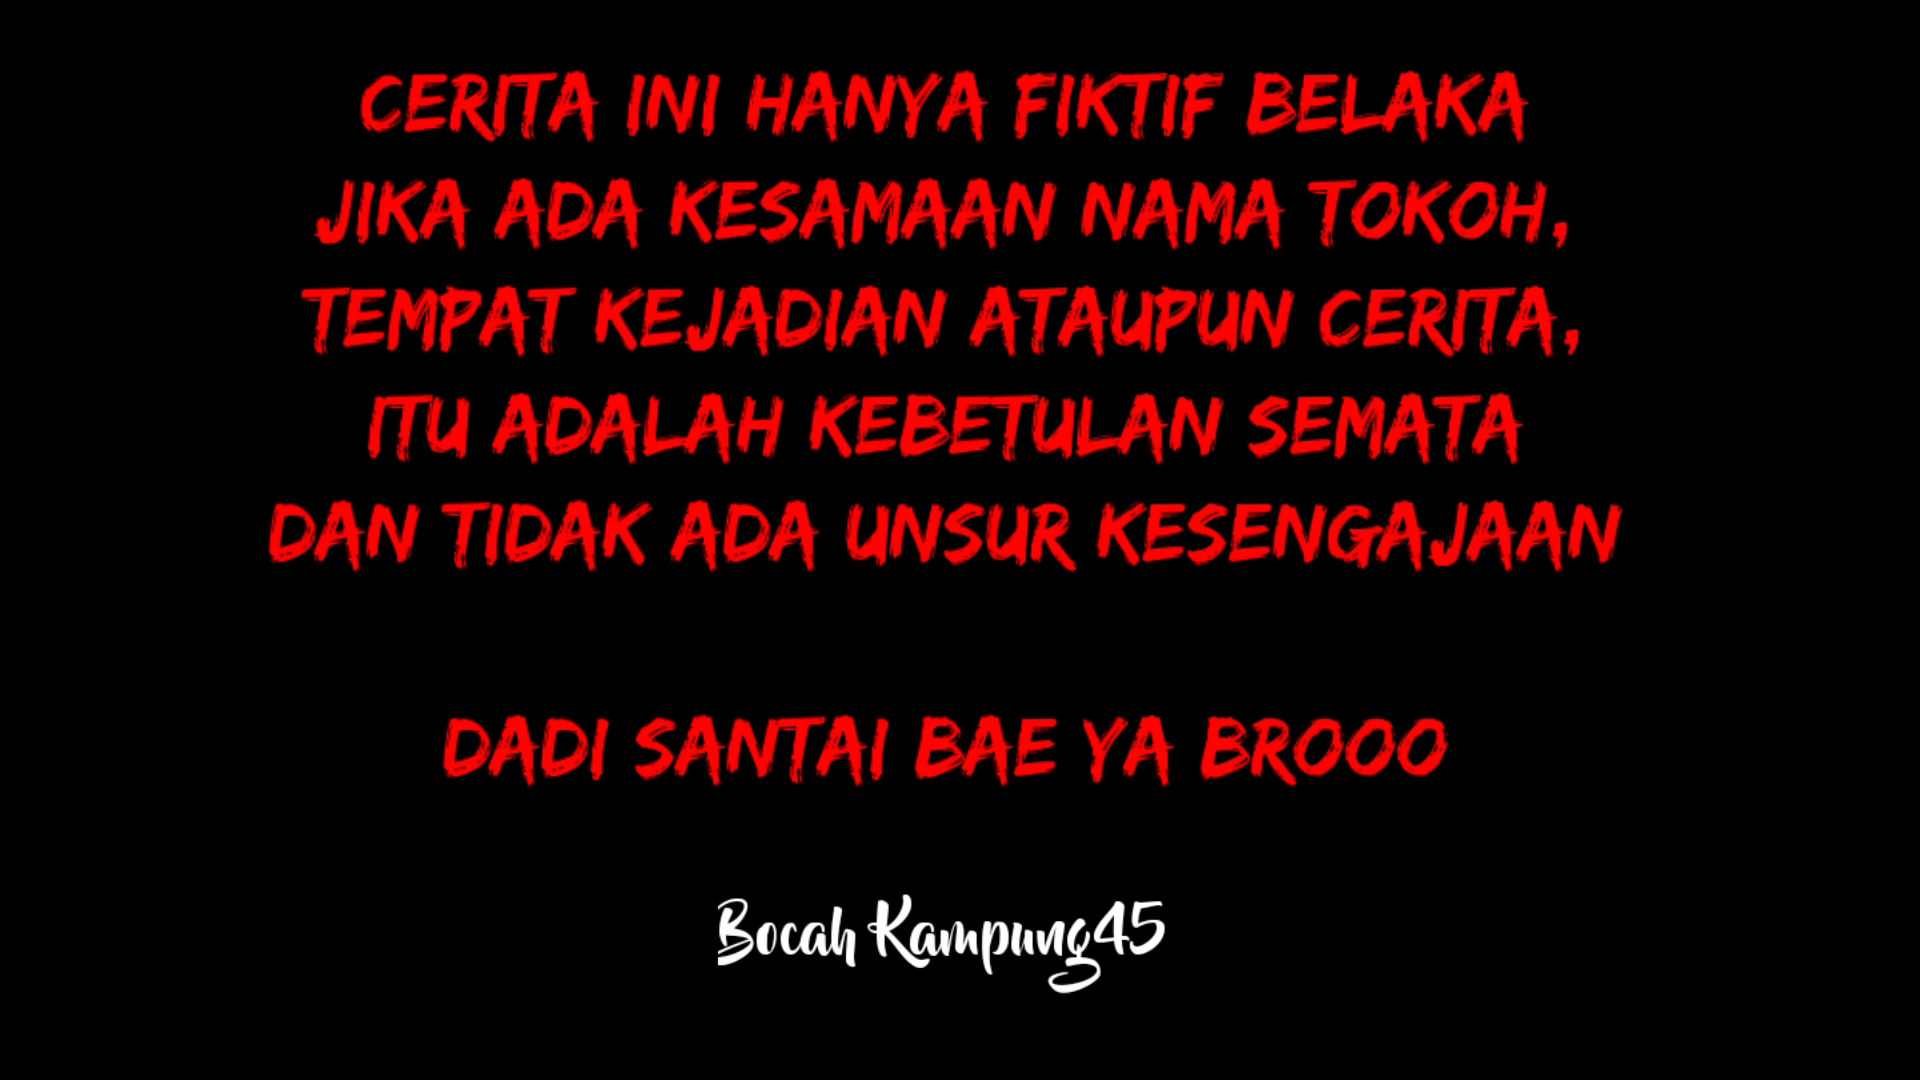 CERITA INI HANYA FIKTIF BELAKA
JIKA ADA KESAMAAN NAMA TOKOH,
TEMPAT KEJADIAN ATAUPUN CERITA,
ITU ADALAH KEBETULAN SEMATA
DAN TIDAK ADA UNSUR KESENGAJAAN
DADI SANTAI BAE YA BROOO
Bocah Kampung45